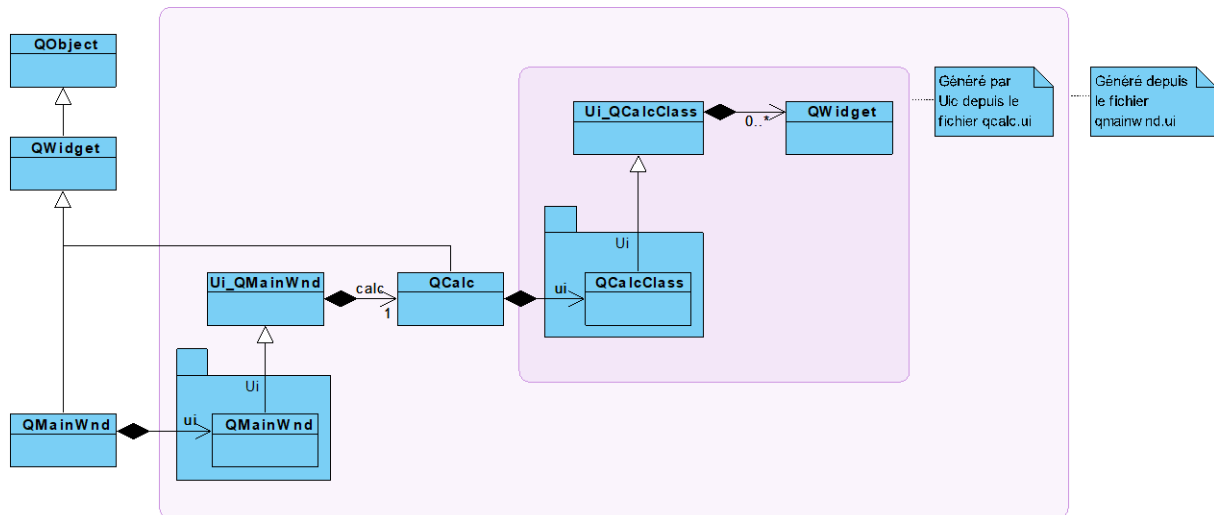 QObject
QWidget
Ui_QCalcClass
0..*
QWidget
Généré par
Uic depuis le
fichier qcalc.ui
Généré depuis
le fichier
qmainwnd.ui
Ui
Ui_QMainWnd
calc
1
QCalc
ui
QCalcClass
Ui
QMainWnd
ui
QMainWnd